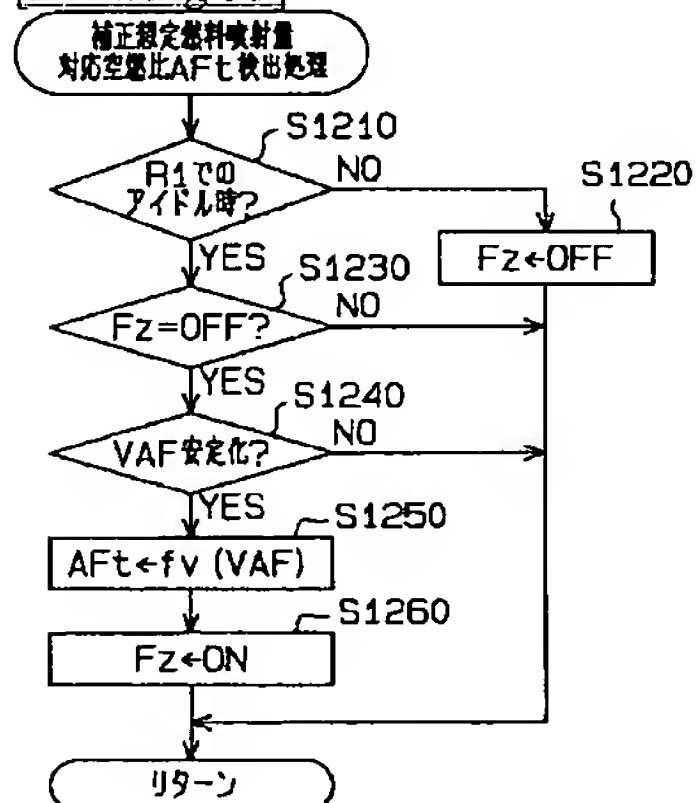 補正設定燃料噴射量
対応空燃比AFt検出処理
S1210
R1での
アイドル時?
NO
S1220
YES
Fz←OFF
S1230
Fz=OFF?
NO
YES
S1240
VAF安定化?
NO
YES
S1250
AFt←fv (VAF)
S1260
Fz←ON
リターン